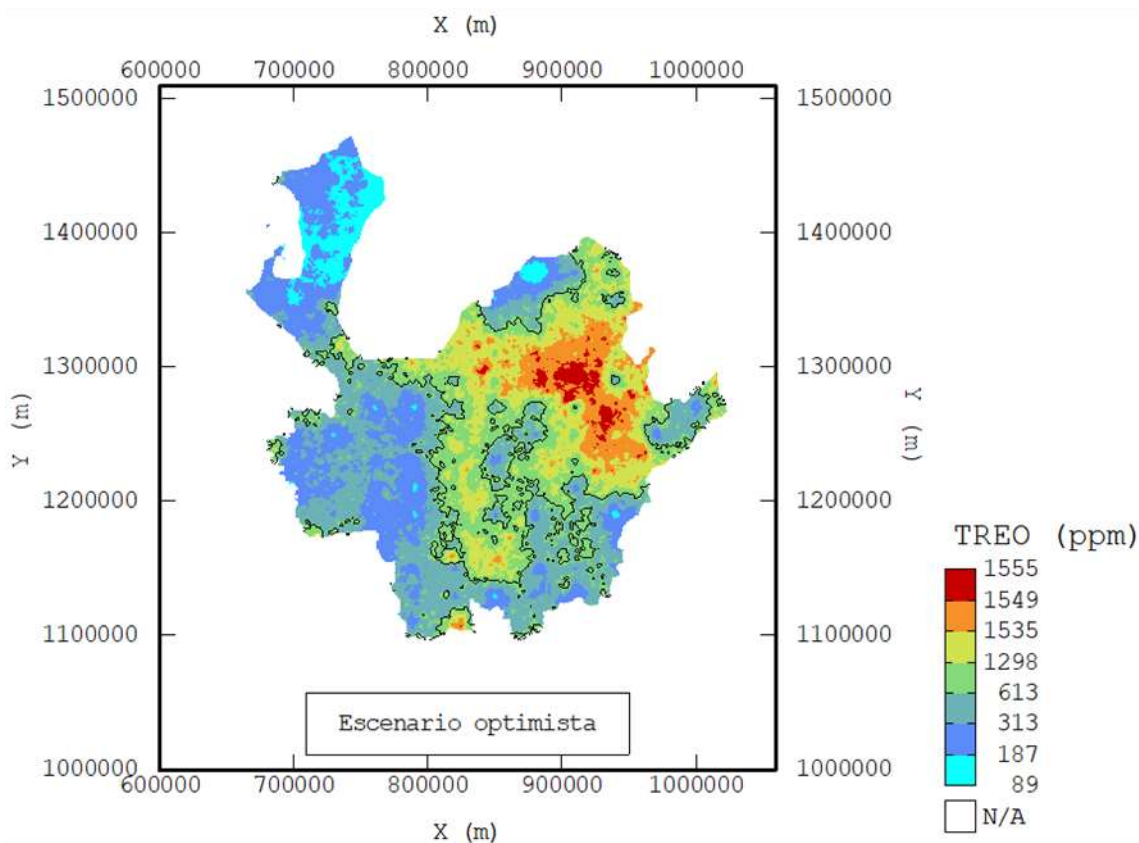 X (m)
600000 700000 800000 900000 1000000
1500000 1500000
1400000 1400000
1300000 1300000
Y (m) Y (m)
1200000 1200000
1100000 1100000
1000000 1000000
Escenario optimista
600000 700000 800000 900000 1000000
X (m)
TREO (ppm)
1555
1549
1535
1298
613
313
187
89
N/A